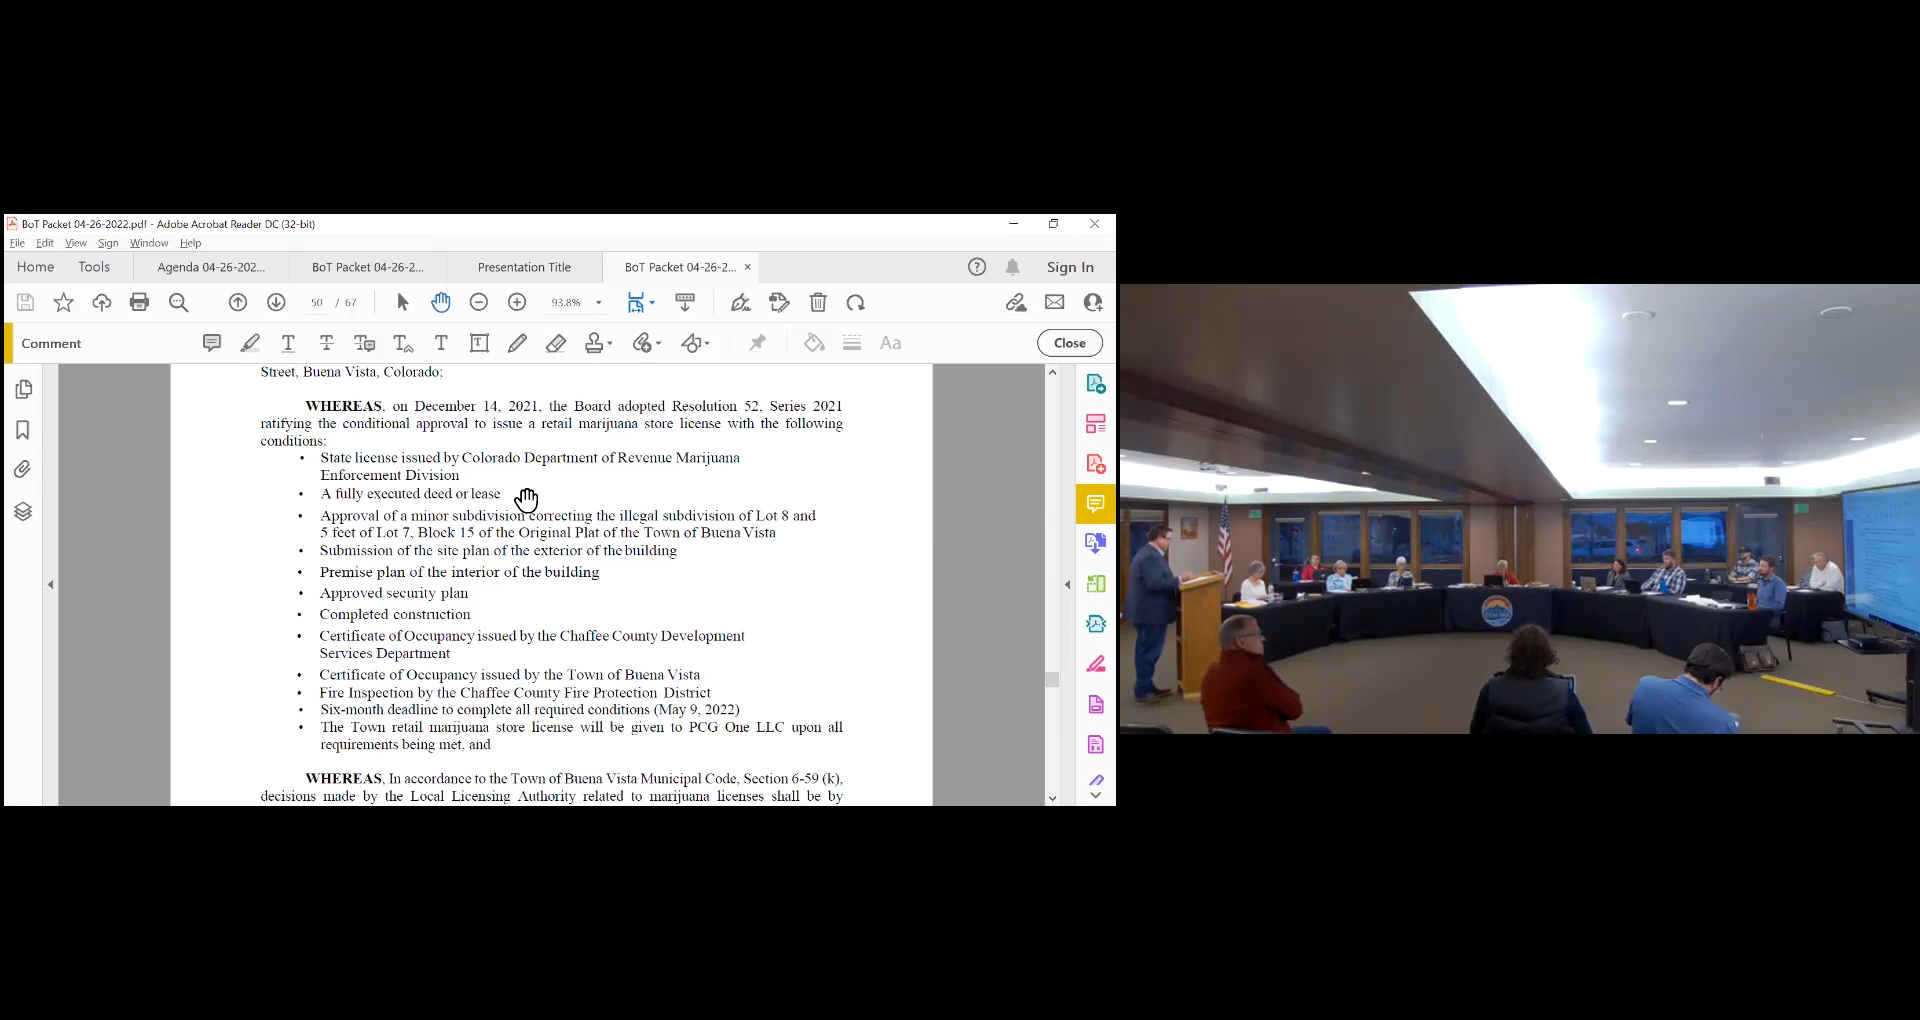 BoT Packet 04-26-2022.pdf - Adobe Acrobat Reader DC (32-bit)
File Edit View Sign Window Help
Home Tools Agenda 04-26-202... BoT Packet 04-26-2... Presentation Title BoT Packet 04-26-2... × Sign In
50 / 67 93.8%
Comment Aa Close
Street, Buena Vista, Colorado;
WHEREAS, on December 14, 2021, the Board adopted Resolution 52, Series 2021
ratifying the conditional approval to issue a retail marijuana store license with the following
conditions:
• State license issued by Colorado Department of Revenue Marijuana
Enforcement Division
• A fully executed deed or lease
• Approval of a minor subdivision correcting the illegal subdivision of Lot 8 and
5 feet of Lot 7, Block 15 of the Original Plat of the Town of Buena Vista
• Submission of the site plan of the exterior of the building
• Premise plan of the interior of the building
• Approved security plan
• Completed construction
• Certificate of Occupancy issued by the Chaffee County Development
Services Department
• Certificate of Occupancy issued by the Town of Buena Vista
• Fire Inspection by the Chaffee County Fire Protection District
• Six-month deadline to complete all required conditions (May 9, 2022)
• The Town retail marijuana store license will be given to PCG One LLC upon all
requirements being met, and
WHEREAS, In accordance to the Town of Buena Vista Municipal Code, Section 6-59 (k),
decisions made by the Local Licensing Authority related to marijuana licenses shall be by